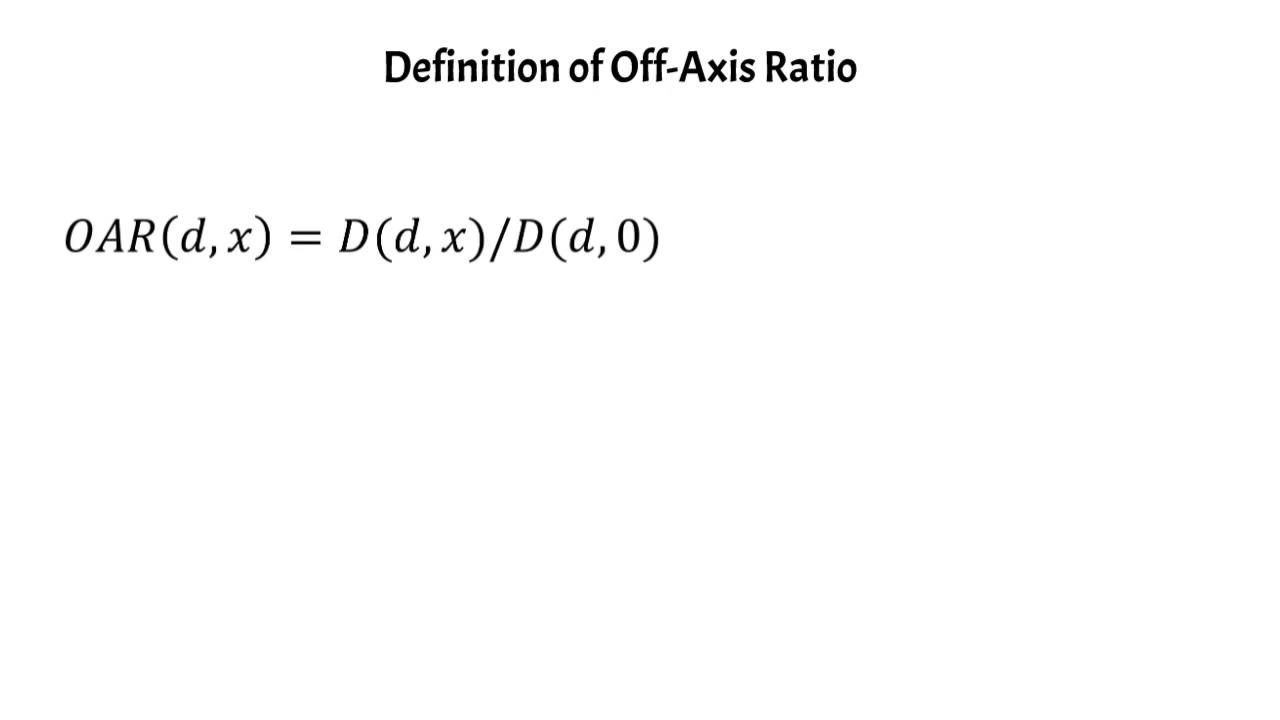 Definition of Off-Axis Ratio
OAR(d,x) = D(d,x)/D(d,0)